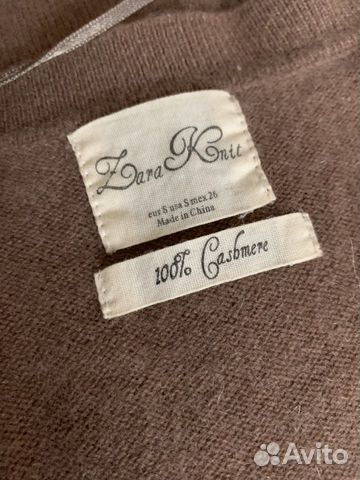 Zara Knit
eur S usa S mex 26
Made in China
100% Cashmere
Avito